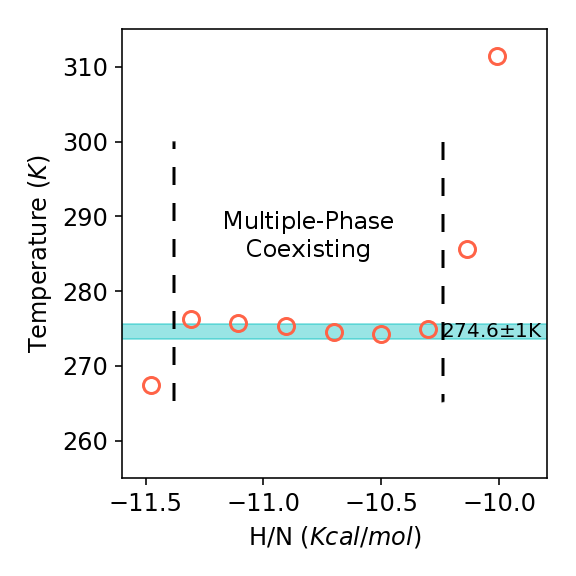 310
300
290
280
270
260
Temperature (K)
Multiple-Phase
Coexisting
274.6±1K
−11.5 −11.0 −10.5 −10.0
H/N (Kcal/mol)